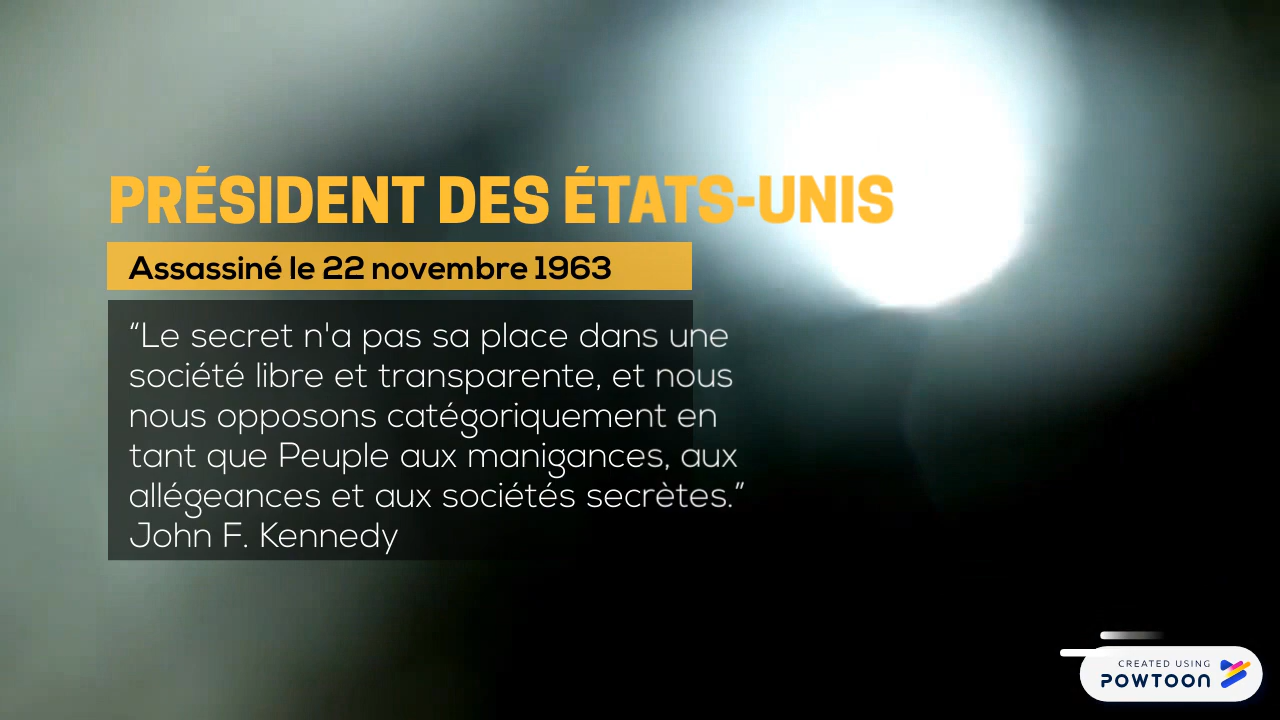 PRÉSIDENT DES ÉTATS-UNIS
Assassiné le 22 novembre 1963
“Le secret n'a pas sa place dans une
société libre et transparente, et nous
nous opposons catégoriquement en
tant que Peuple aux manigances, aux
allégeances et aux sociétés secrètes.”
John F. Kennedy
CREATED USING
POWTOON